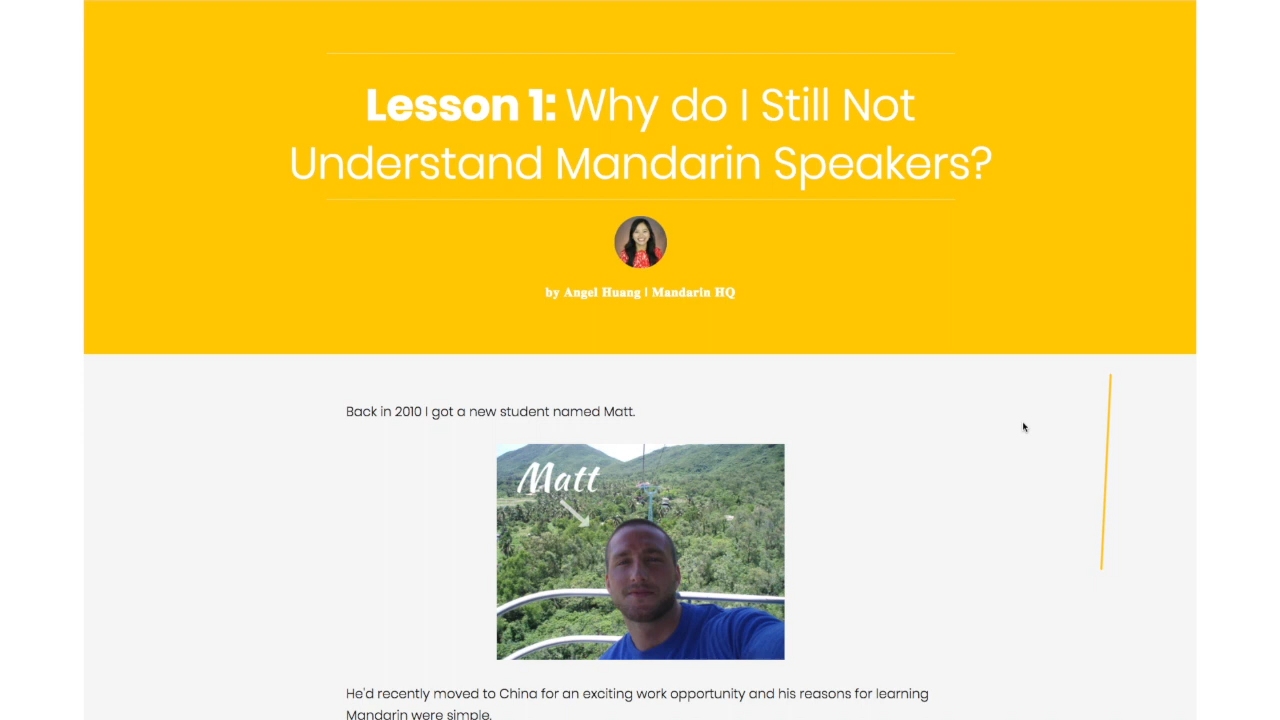 Lesson 1: Why do I Still Not
Understand Mandarin Speakers?
by Angel Huang | Mandarin HQ
Back in 2010 I got a new student named Matt.
Matt
He'd recently moved to China for an exciting work opportunity and his reasons for learning
Mandarin were simple.